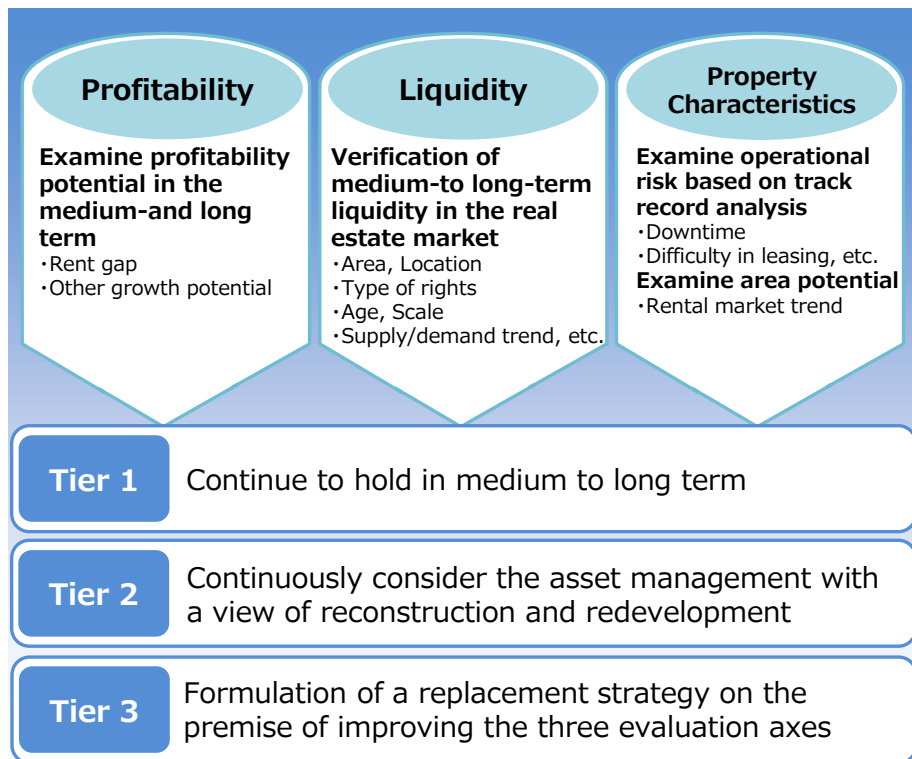 Profitability
Examine profitability
potential in the
medium-and long
term
・Rent gap
・Other growth potential
Liquidity
Verification of
medium-to long-term
liquidity in the real
estate market
・Area, Location
・Type of rights
・Age, Scale
・Supply/demand trend, etc.
Property
Characteristics
Examine operational
risk based on track
record analysis
・Downtime
・Difficulty in leasing, etc.
Examine area potential
・Rental market trend
Tier 1
Continue to hold in medium to long term
Tier 2
Continuously consider the asset management with
a view of reconstruction and redevelopment
Tier 3
Formulation of a replacement strategy on the
premise of improving the three evaluation axes